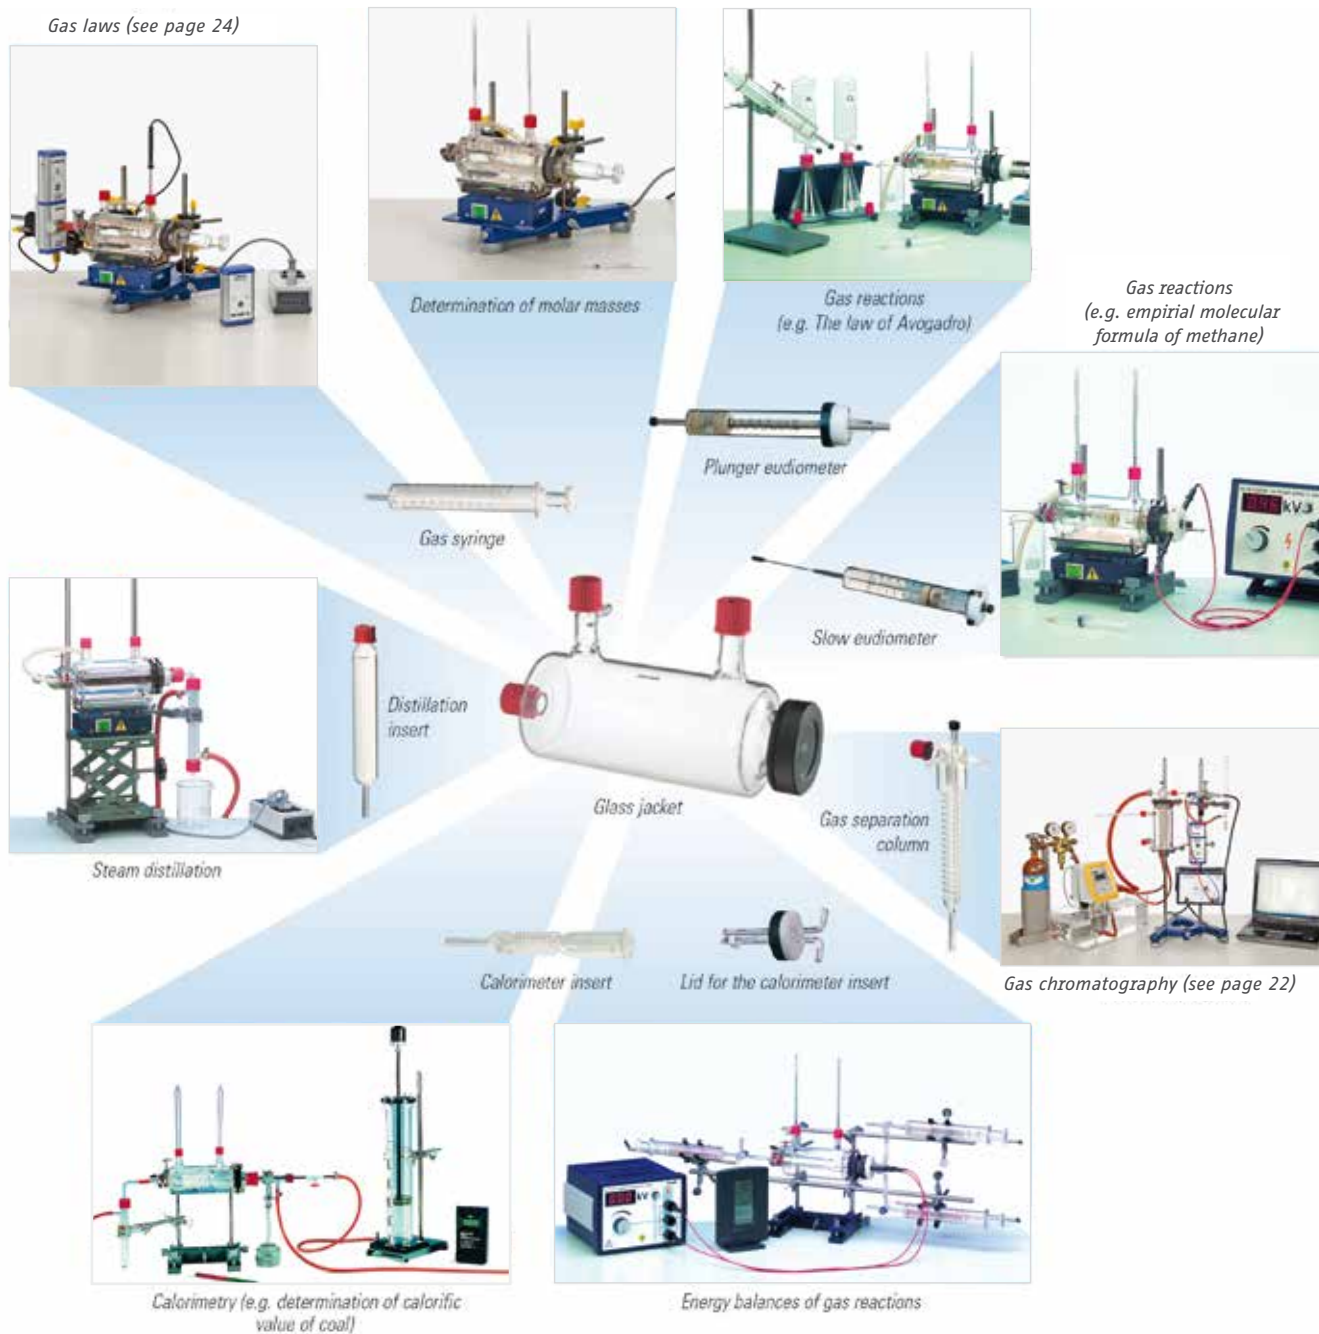 Gas laws (see page 24)
Determination of molar masses
Gas reactions
(e.g. The law of Avogadro)
Gas reactions
(e.g. empirial molecular
formula of methane)
Plunger eudiometer
Gas syringe
Slow eudiometer
Distillation
insert
Glass jacket
Gas separation
column
Steam distillation
Calorimeter insert
Lid for the calorimeter insert
Gas chromatography (see page 22)
kV
kV
Calorimetry (e.g. determination of calorific
value of coal)
Energy balances of gas reactions